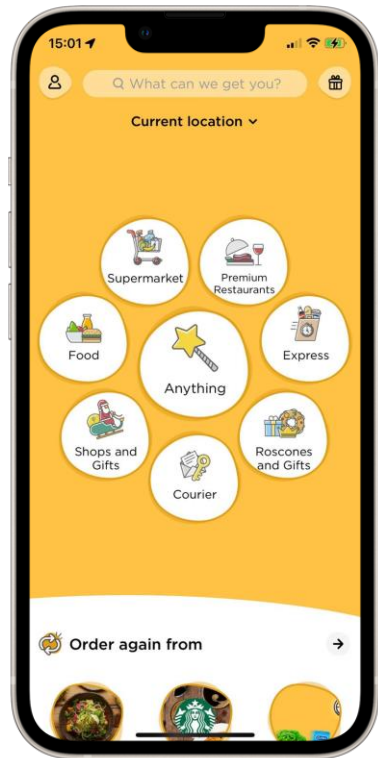 15:01
What can we get you?
Current location
Supermarket
Premium
Restaurants
Food
Anything
Express
Shops and
Gifts
Roscones
and Gifts
Courier
Order again from